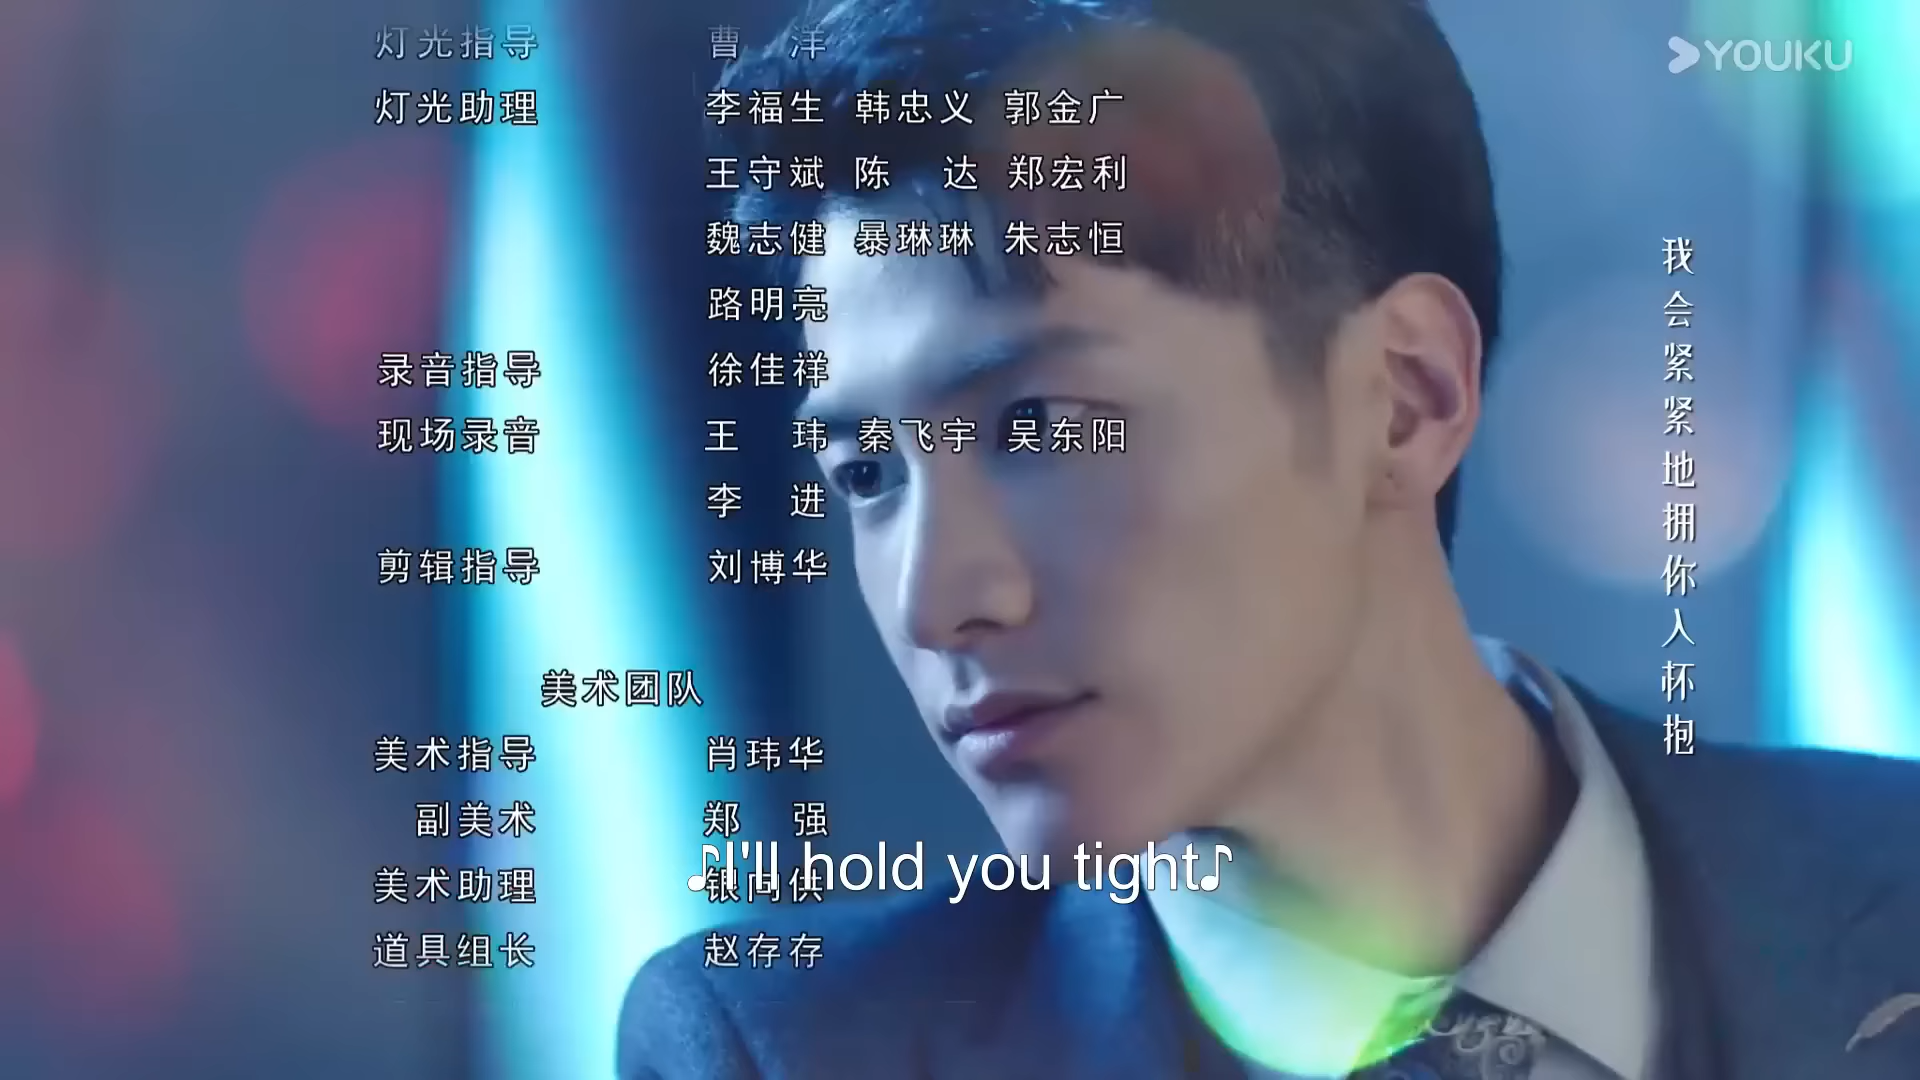 灯光指导 曹洋
YOUKU
灯光助理 李福生 韩忠义 郭金广
王守斌 陈达 郑宏利
魏志健 暴琳琳 朱志恒
路明亮
录音指导 徐佳祥
现场录音 王玮 秦飞宇 吴东阳
李进
剪辑指导 刘博华
美术团队
美术指导 肖玮华
副美术 郑强
♪I'll hold you tight♪
美术助理 银向供
道具组长 赵存存
我会紧紧地拥你入怀抱